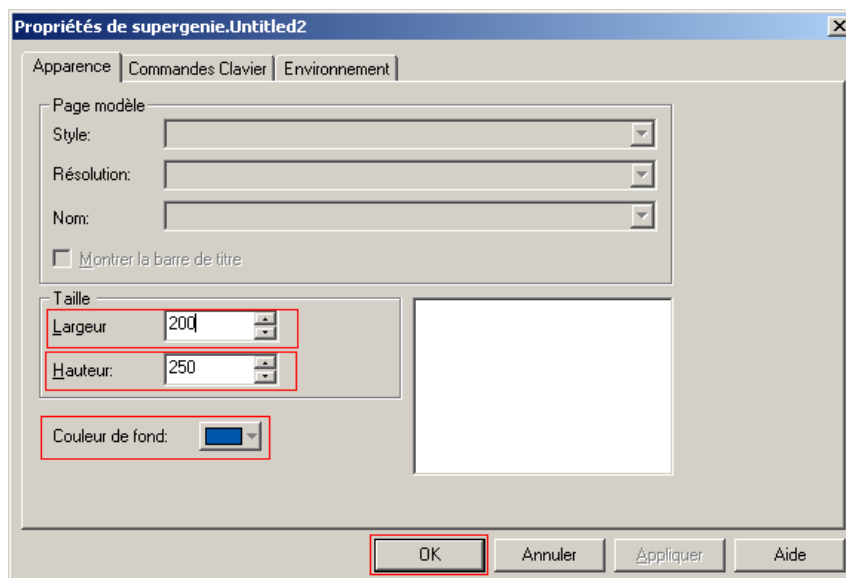 Propriétés de supergenie.Untitled2
Apparence Commandes Clavier Environnement
Page modèle
Style:
Résolution:
Nom:
Montrer la barre de titre
Taille
Largeur 200
Hauteur: 250
Couleur de fond:
OK Annuler Appliquer Aide